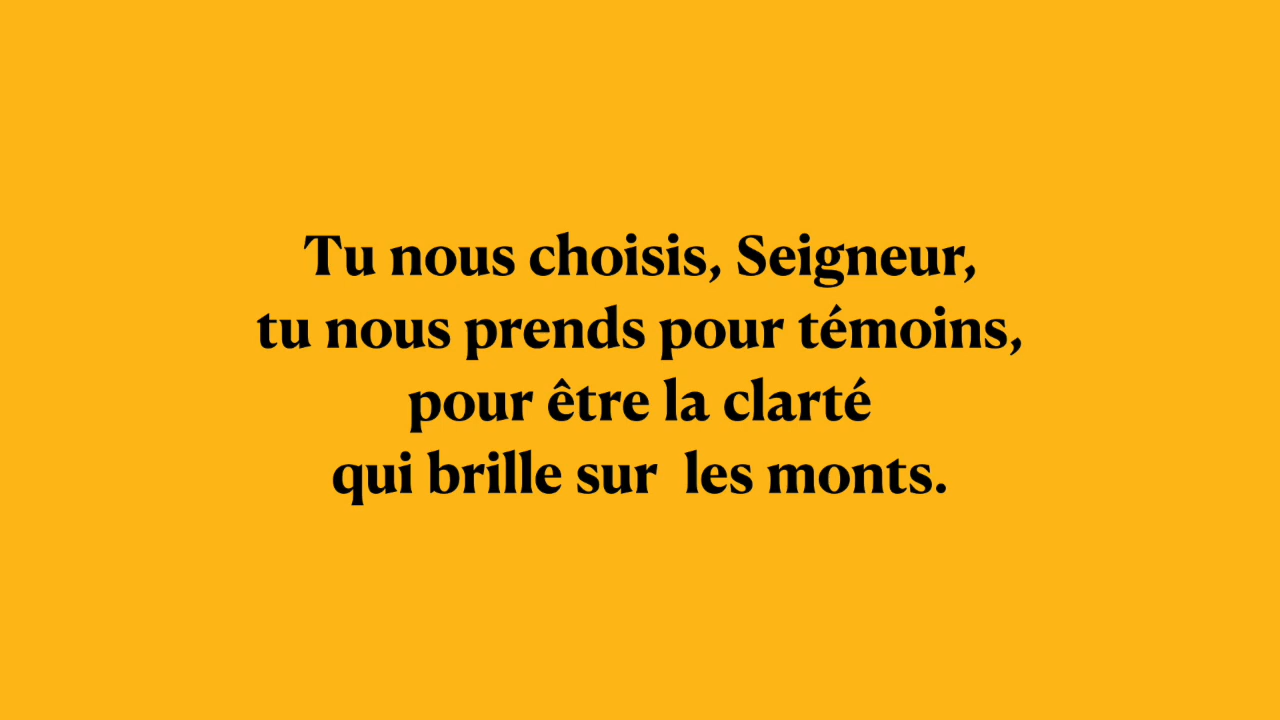 Tu nous choisis, Seigneur,
tu nous prends pour témoins,
pour être la clarté
qui brille sur  les monts.